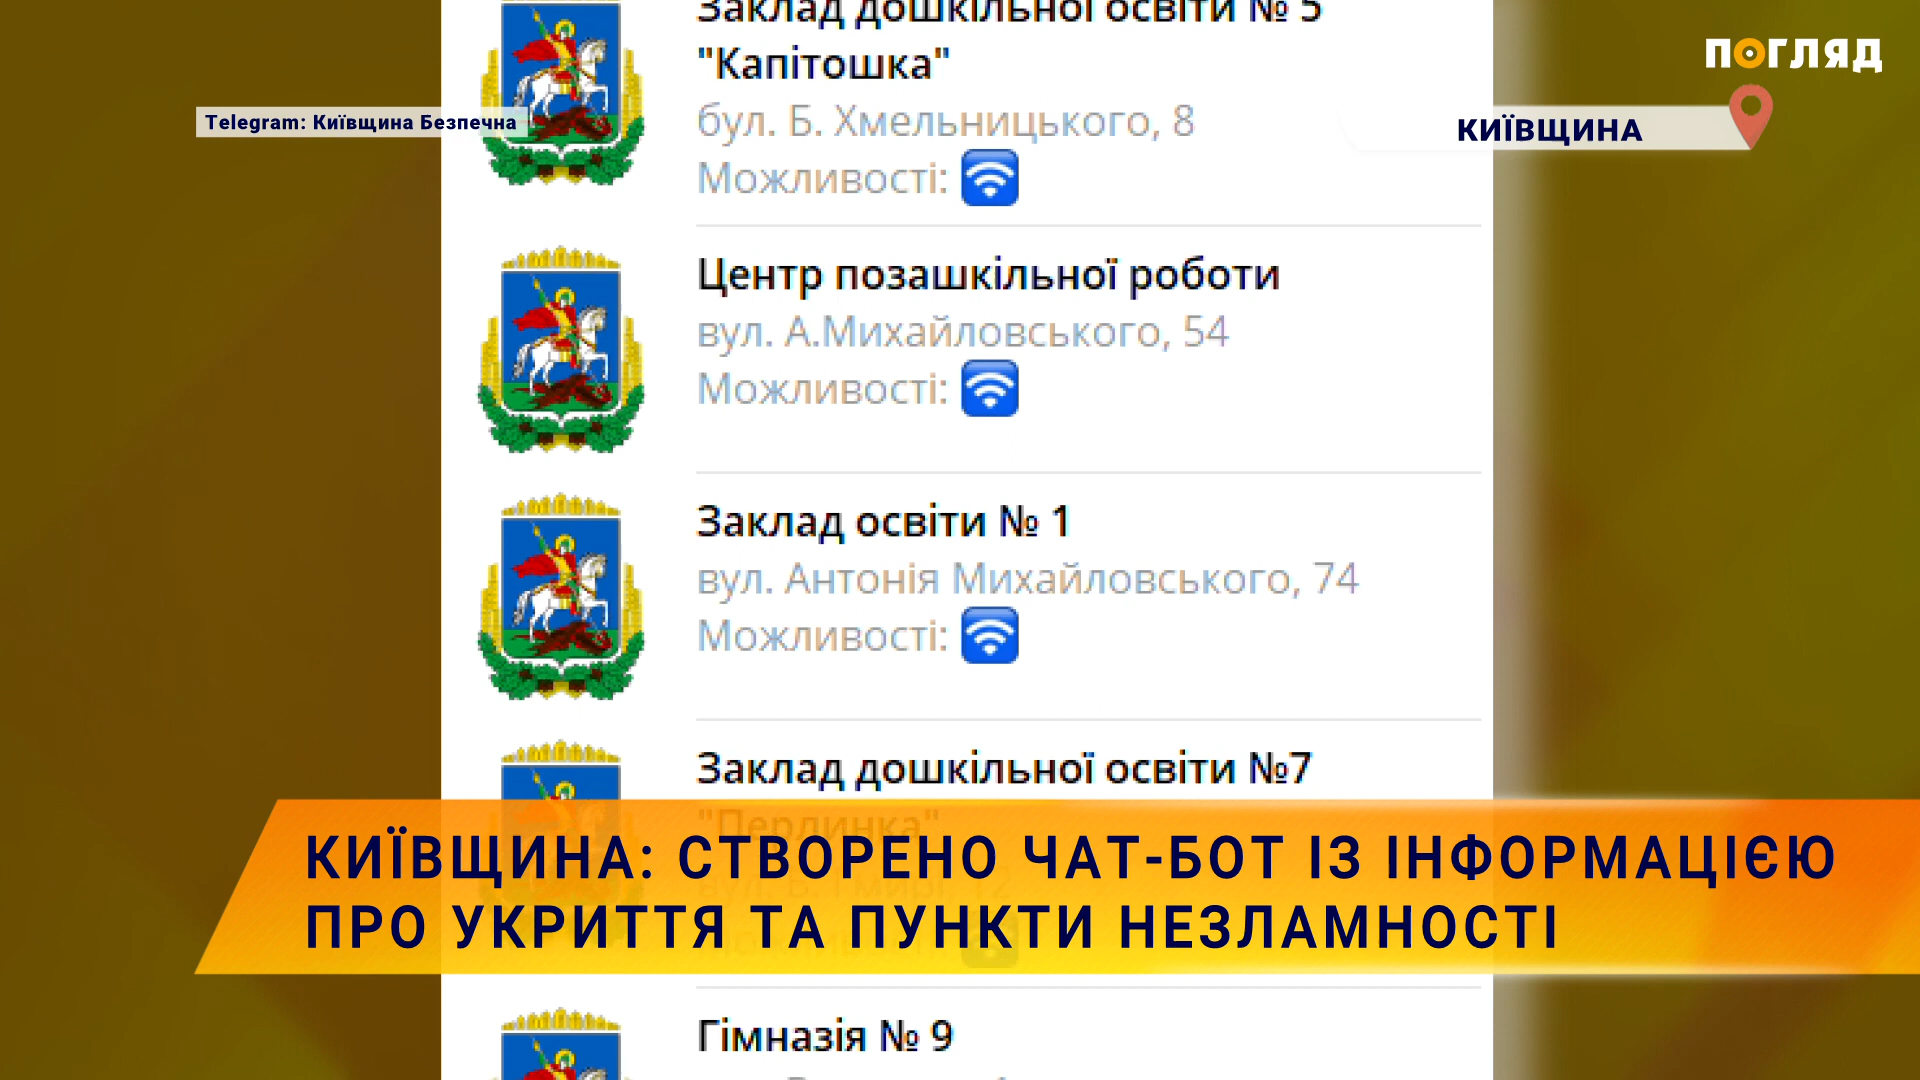 Заклад дошкільної освіти № 5
"Капітошка"
бул. Б. Хмельницького, 8
Можливості:
ПОГЛЯД
Telegram: Київщина Безпечна
КИЇВЩИНА
Центр позашкільної роботи
вул. А.Михайловського, 54
Можливості:
Заклад освіти № 1
вул. Антонія Михайловського, 74
Можливості:
Заклад дошкільної освіти №7
"Перлинка"
КИЇВЩИНА: СТВОРЕНО ЧАТ-БОТ ІЗ ІНФОРМАЦІЄЮ
ПРО УКРИТТЯ ТА ПУНКТИ НЕЗЛАМНОСТІ
Гімназія № 9